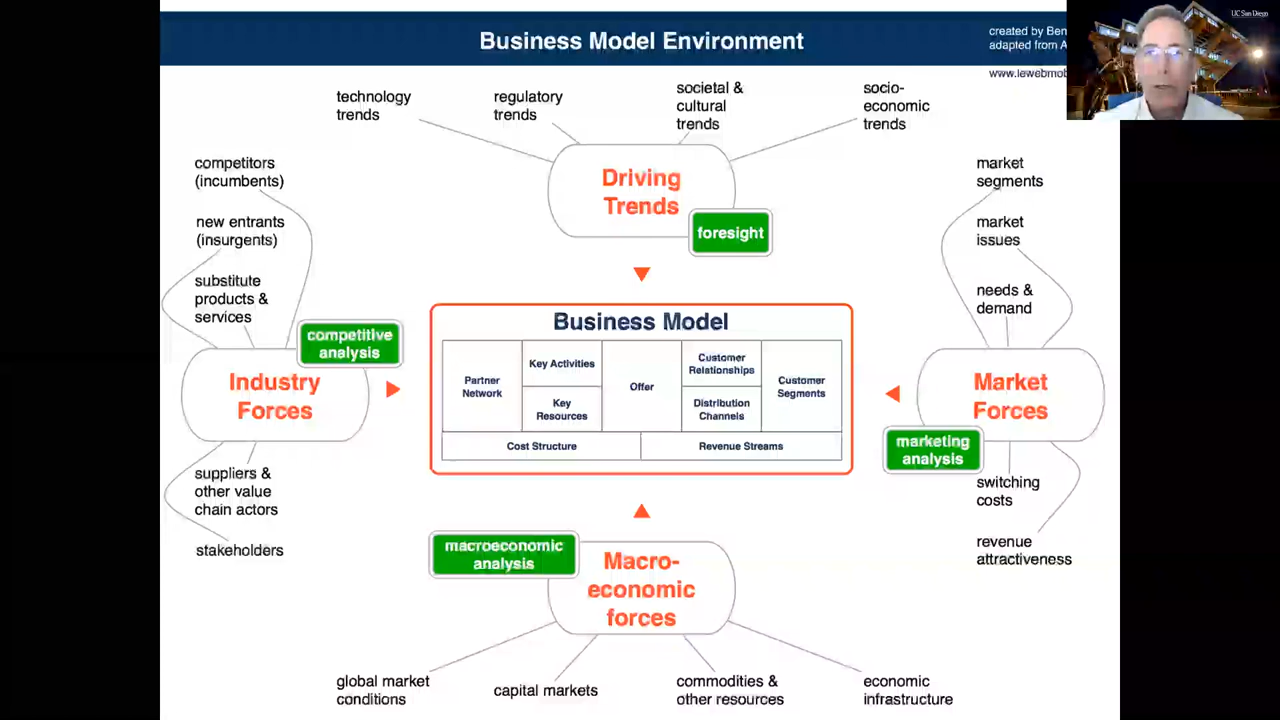 Business Model Environment
created by Ben
adapted from A
UC San Diego
technology
trends
regulatory
trends
societal &
cultural
trends
socio-
economic
trends
Driving
Trends
foresight
competitors
(incumbents)
new entrants
(insurgents)
substitute
products &
services
competitive
analysis
Industry
Forces
suppliers &
other value
chain actors
stakeholders
Business Model
Partner
Network
Key Activities
Key
Resources
Offer
Customer
Relationships
Distribution
Channels
Customer
Segments
Cost Structure
Revenue Streams
market
segments
market
issues
needs &
demand
Market
Forces
marketing
analysis
switching
costs
revenue
attractiveness
macroeconomic
analysis
Macro-
economic
forces
global market
conditions
capital markets
commodities &
other resources
economic
infrastructure